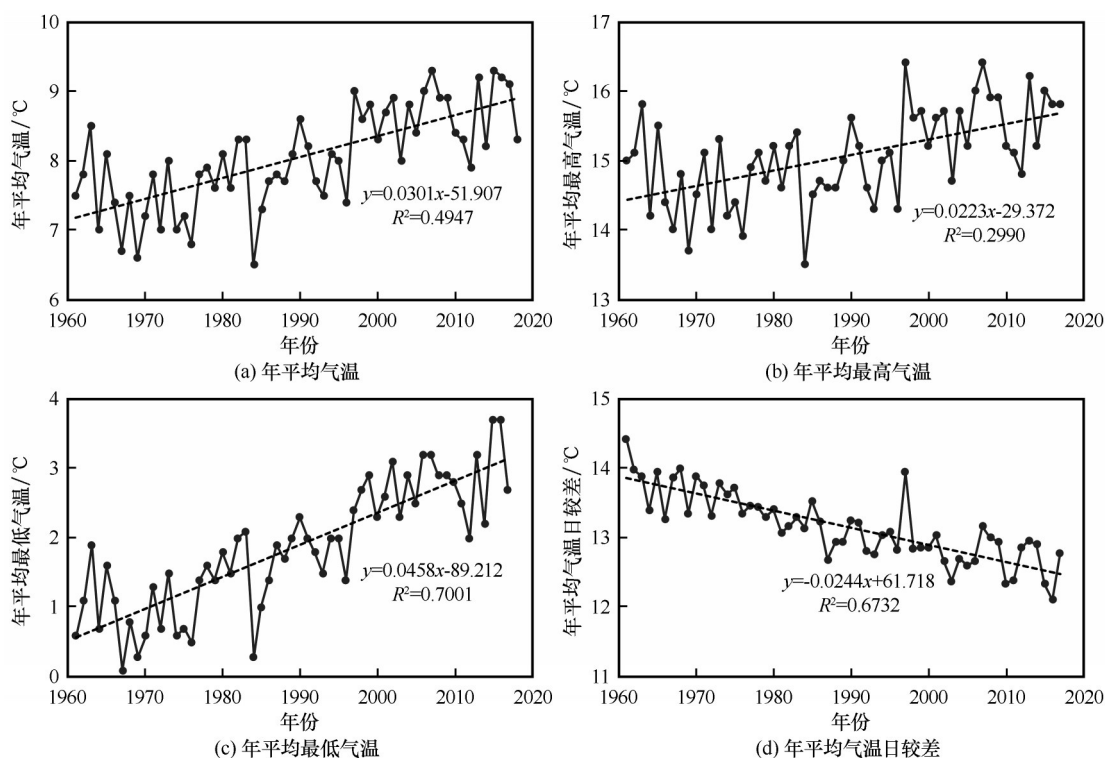 10
9
8
7
6
年平均气温/℃
y=0.0301x-51.907
R²=0.4947
1960 1970 1980 1990 2000 2010 2020
年份
(a) 年平均气温
17
16
15
14
13
年平均最高气温/℃
y=0.0223x-29.372
R²=0.2990
1960 1970 1980 1990 2000 2010 2020
年份
(b) 年平均最高气温
4
3
2
1
0
年平均最低气温/℃
y=0.0458x-89.212
R²=0.7001
1960 1970 1980 1990 2000 2010 2020
年份
(c) 年平均最低气温
15
14
13
12
11
年平均气温日较差/℃
y=-0.0244x+61.718
R²=0.6732
1960 1970 1980 1990 2000 2010 2020
年份
(d) 年平均气温日较差